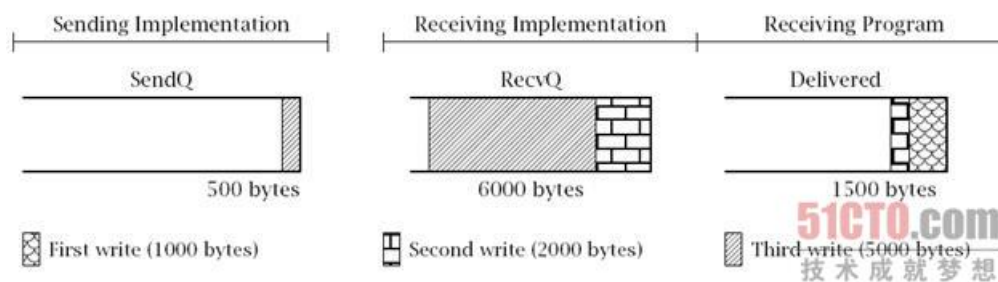 Sending Implementation Receiving Implementation Receiving Program
SendQ RecvQ Delivered
500 bytes 6000 bytes 1500 bytes
First write (1000 bytes) Second write (2000 bytes) Third write (5000 bytes)
51CTO.com
技术成就梦想